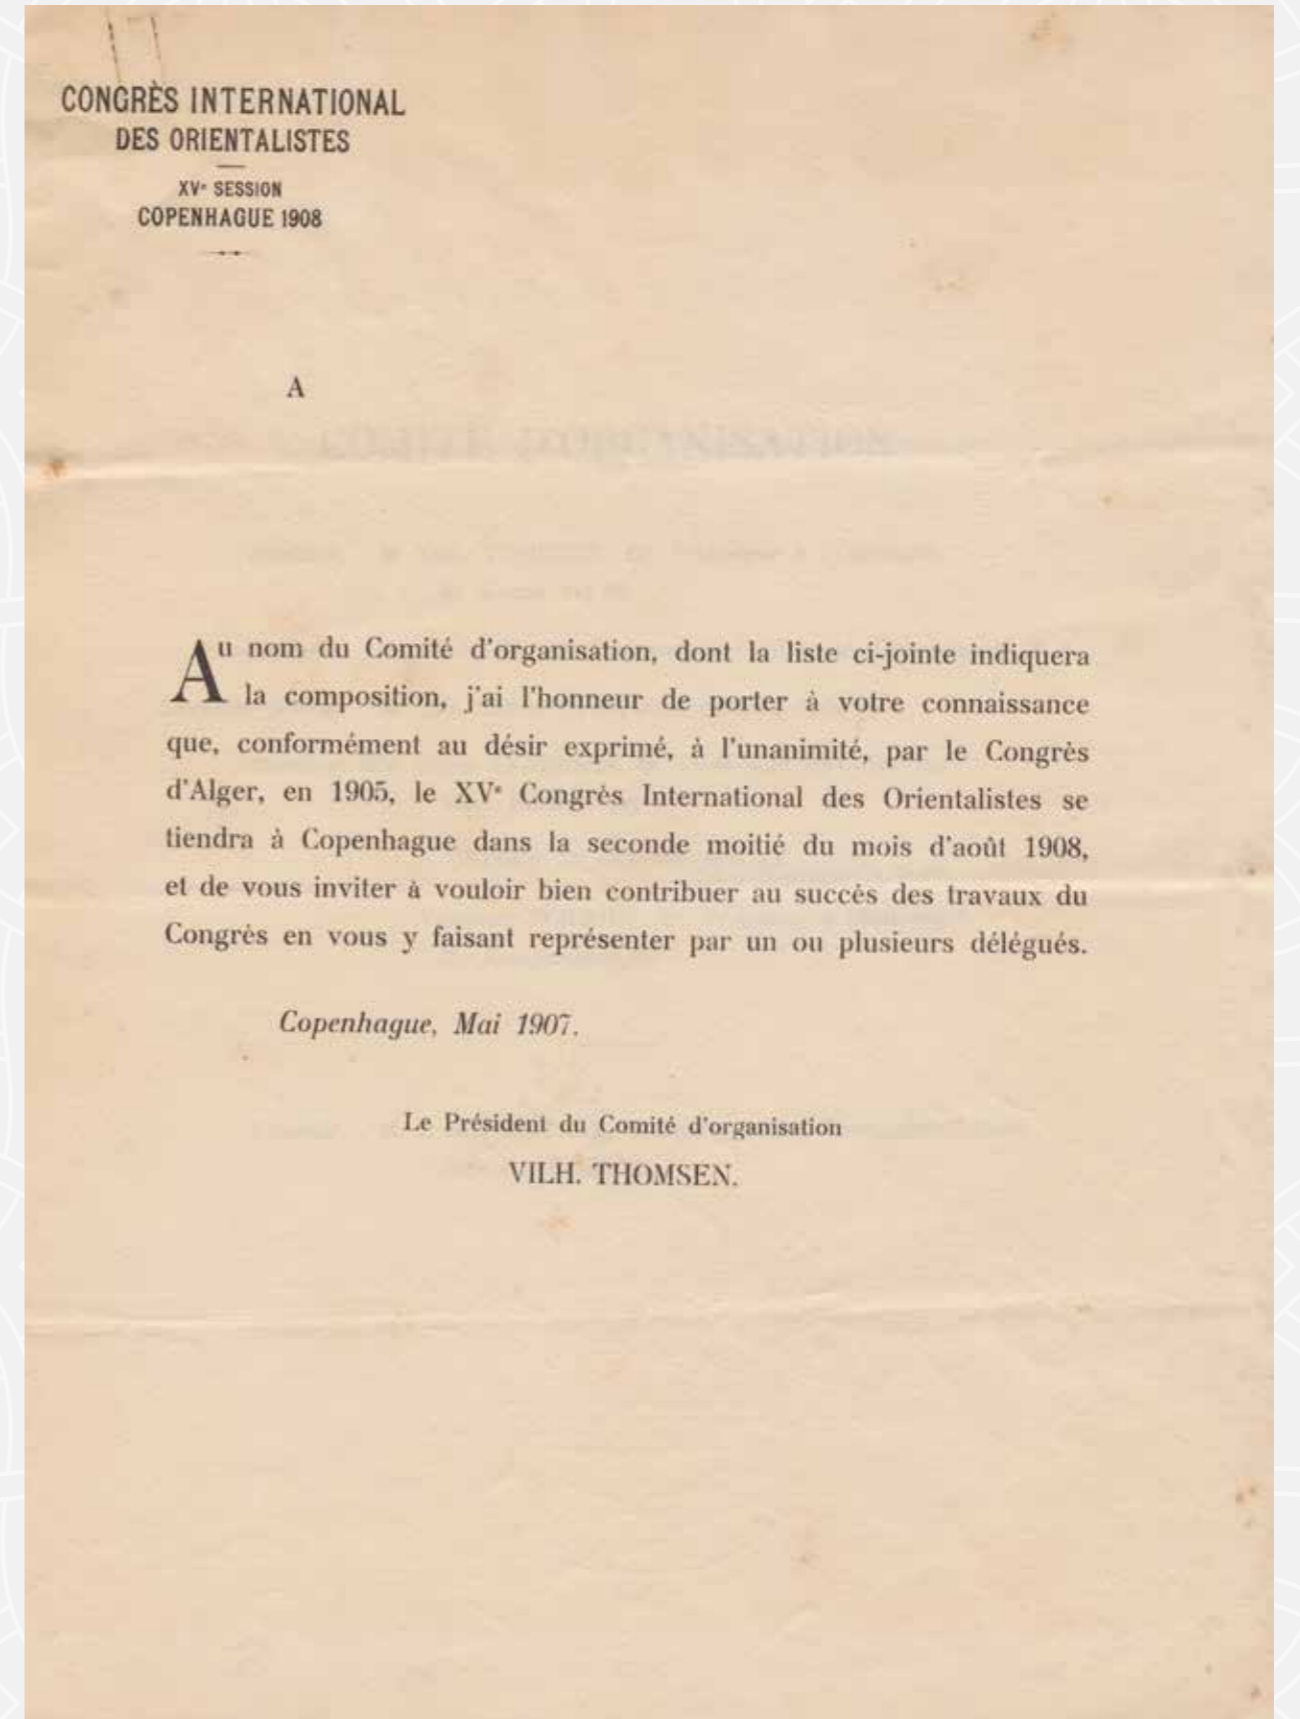 CONGRÈS INTERNATIONAL
DES ORIENTALISTES
XVe SESSION
COPENHAGUE 1908
A
Au nom du Comité d'organisation, dont la liste ci-jointe indiquera
la composition, j'ai l'honneur de porter à votre connaissance
que, conformément au désir exprimé, à l'unanimité, par le Congrès
d'Alger, en 1905, le XVe Congrès International des Orientalistes se
tiendra à Copenhague dans la seconde moitié du mois d'août 1908,
et de vous inviter à vouloir bien contribuer au succès des travaux du
Congrès en vous y faisant représenter par un ou plusieurs délégués.
Copenhague, Mai 1907.
Le Président du Comité d'organisation
VILH. THOMSEN.